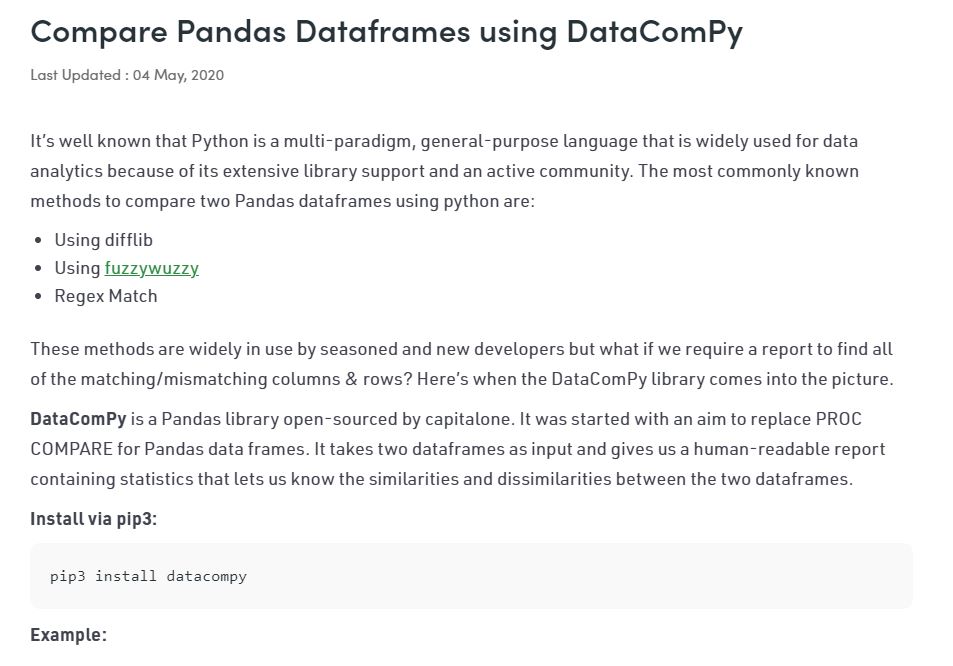 Compare Pandas Dataframes using DataComPy
Last Updated : 04 May, 2020
It's well known that Python is a multi-paradigm, general-purpose language that is widely used for data
analytics because of its extensive library support and an active community. The most commonly known
methods to compare two Pandas dataframes using python are:
• Using difflib
• Using fuzzywuzzy
• Regex Match
These methods are widely in use by seasoned and new developers but what if we require a report to find all
of the matching/mismatching columns & rows? Here's when the DataComPy library comes into the picture.
DataComPy is a Pandas library open-sourced by capitalone. It was started with an aim to replace PROC
COMPARE for Pandas data frames. It takes two dataframes as input and gives us a human-readable report
containing statistics that lets us know the similarities and dissimilarities between the two dataframes.
Install via pip3:
pip3 install datacompy
Example: